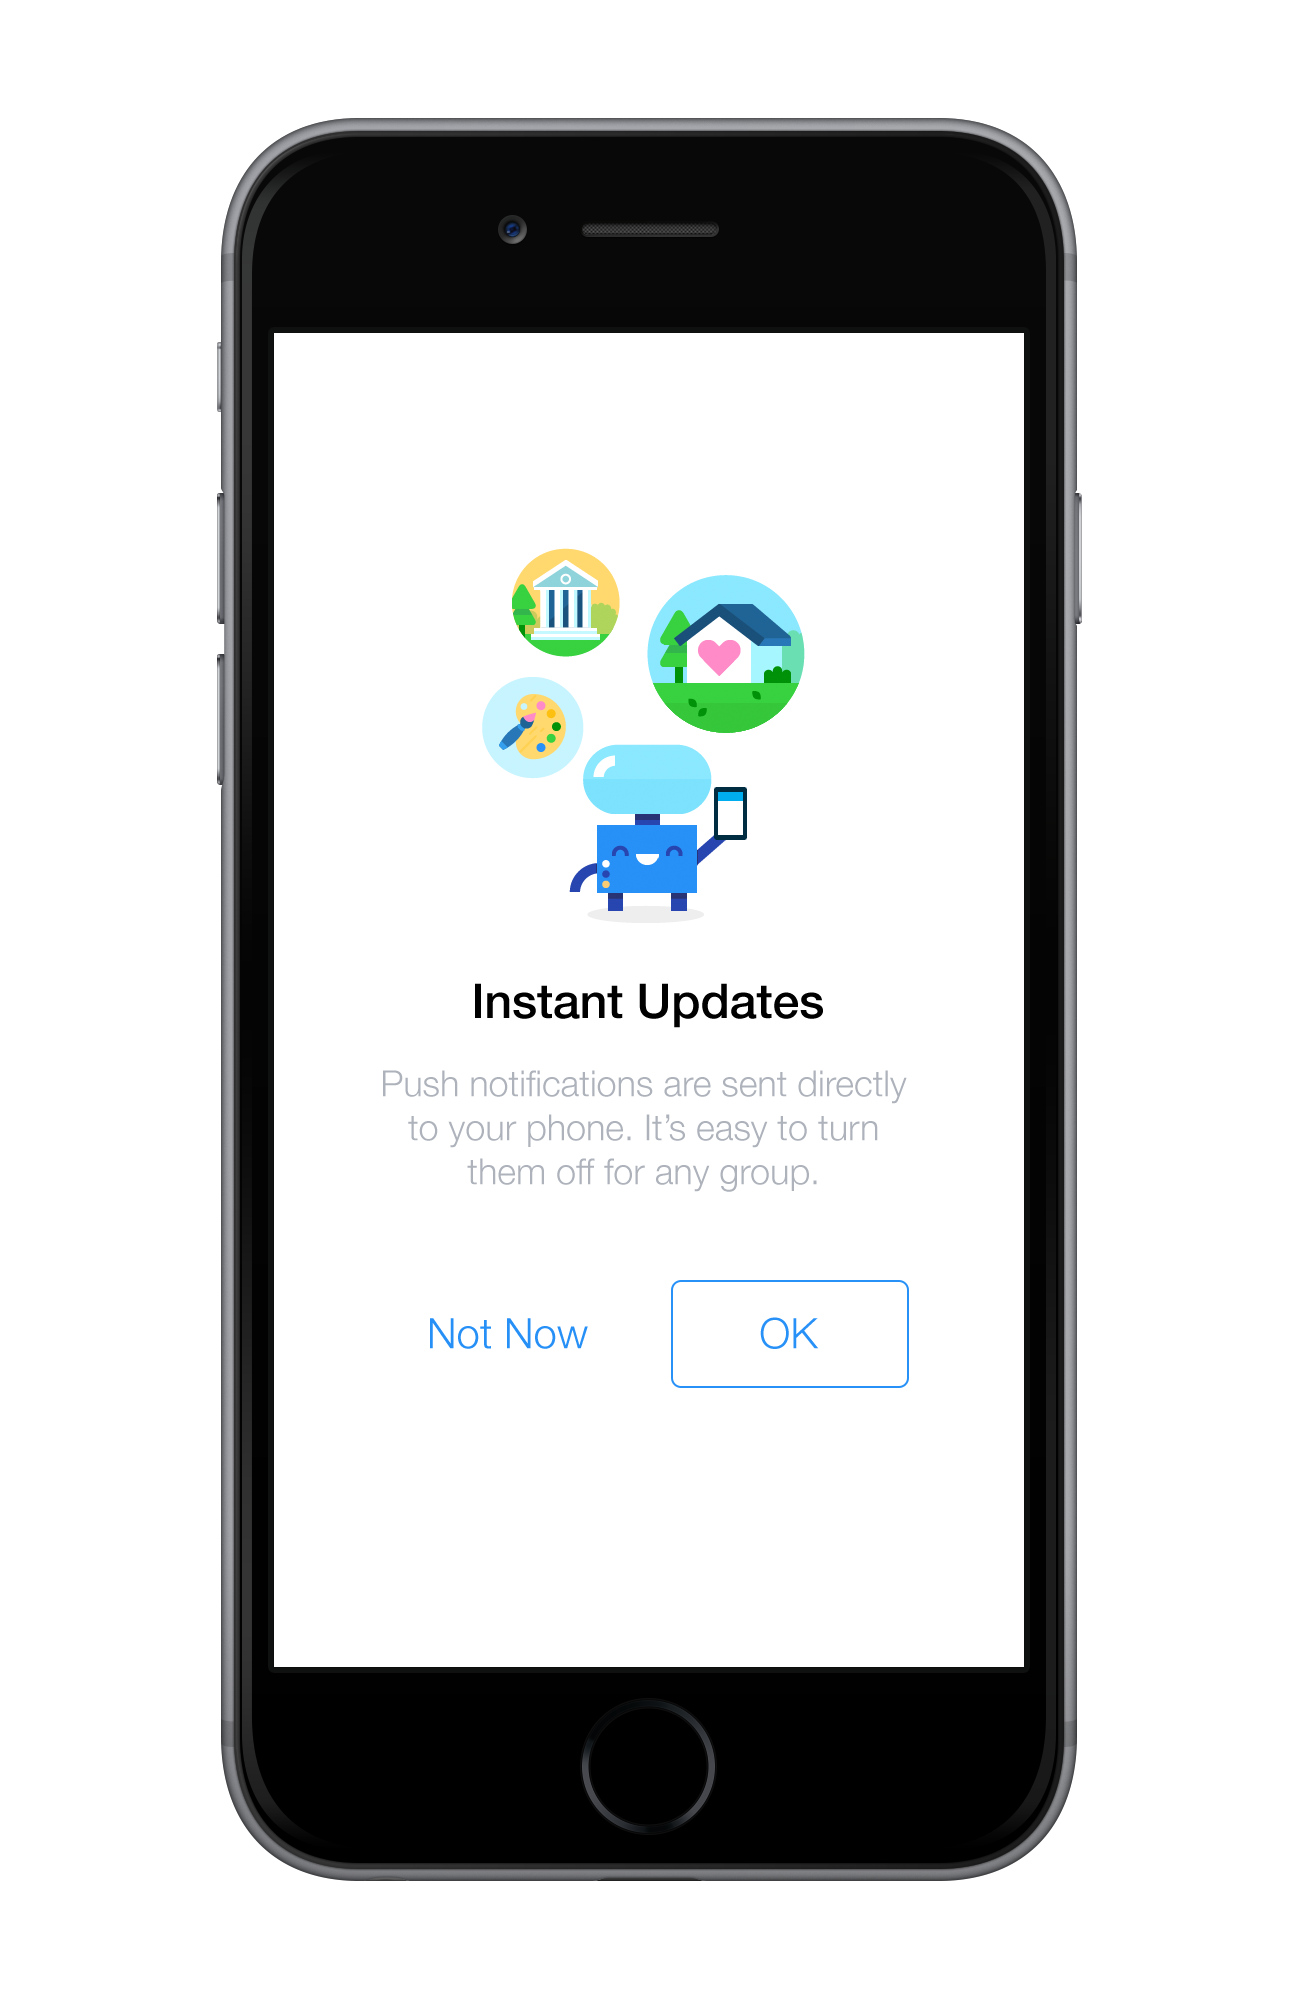 Instant Updates
Push notifications are sent directly
to your phone. It’s easy to turn
them off for any group.
Not Now
OK